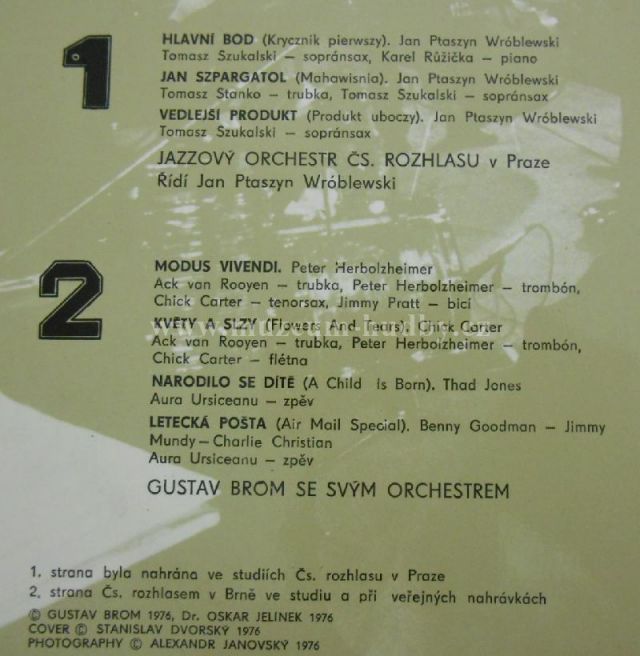 1
HLAVNÍ BOD (Krycznik pierwszy). Jan Ptaszyn Wróblewski
Tomasz Szukalski – sopránsax, Karel Růžička – piano
JAN SZPARGATOL (Mahawisnia). Jan Ptaszyn Wróblewski
Tomasz Stanko – trubka, Tomasz Szukalski – sopránsax
VEDLEJŠÍ PRODUKT (Produkt uboczy). Jan Ptaszyn Wróblewski
Tomasz Szukalski – sopránsax
JAZZOVÝ ORCHESTR ČS. ROZHLASU v Praze
Řídí Jan Ptaszyn Wróblewski
2
MODUS VIVENDI. Peter Herbolzheimer
Ack van Rooyen – trubka, Peter Herbolzheimer – trombón,
Chick Carter – tenorsax, Jimmy Pratt – bicí
KVĚTY A SLZY (Flowers And Tears). Chick Carter
Ack van Rooyen – trubka, Peter Herbolzheimer – trombón,
Chick Carter – flétna
NARODILO SE DÍTĚ (A Child Is Born). Thad Jones
Aura Ursiceanu – zpěv
LETECKÁ POŠTA (Air Mail Special). Benny Goodman – Jimmy
Mundy – Charlie Christian
Aura Ursiceanu – zpěv
GUSTAV BROM SE SVÝM ORCHESTREM
1. strana byla nahrána ve studiích Čs. rozhlasu v Praze
2. strana Čs. rozhlasem v Brně ve studiu a při veřejných nahrávkách
© GUSTAV BROM 1976, Dr. OSKAR JELÍNEK 1976
COVER © STANISLAV DVORSKÝ 1976
PHOTOGRAPHY © ALEXANDR JANOVSKÝ 1976